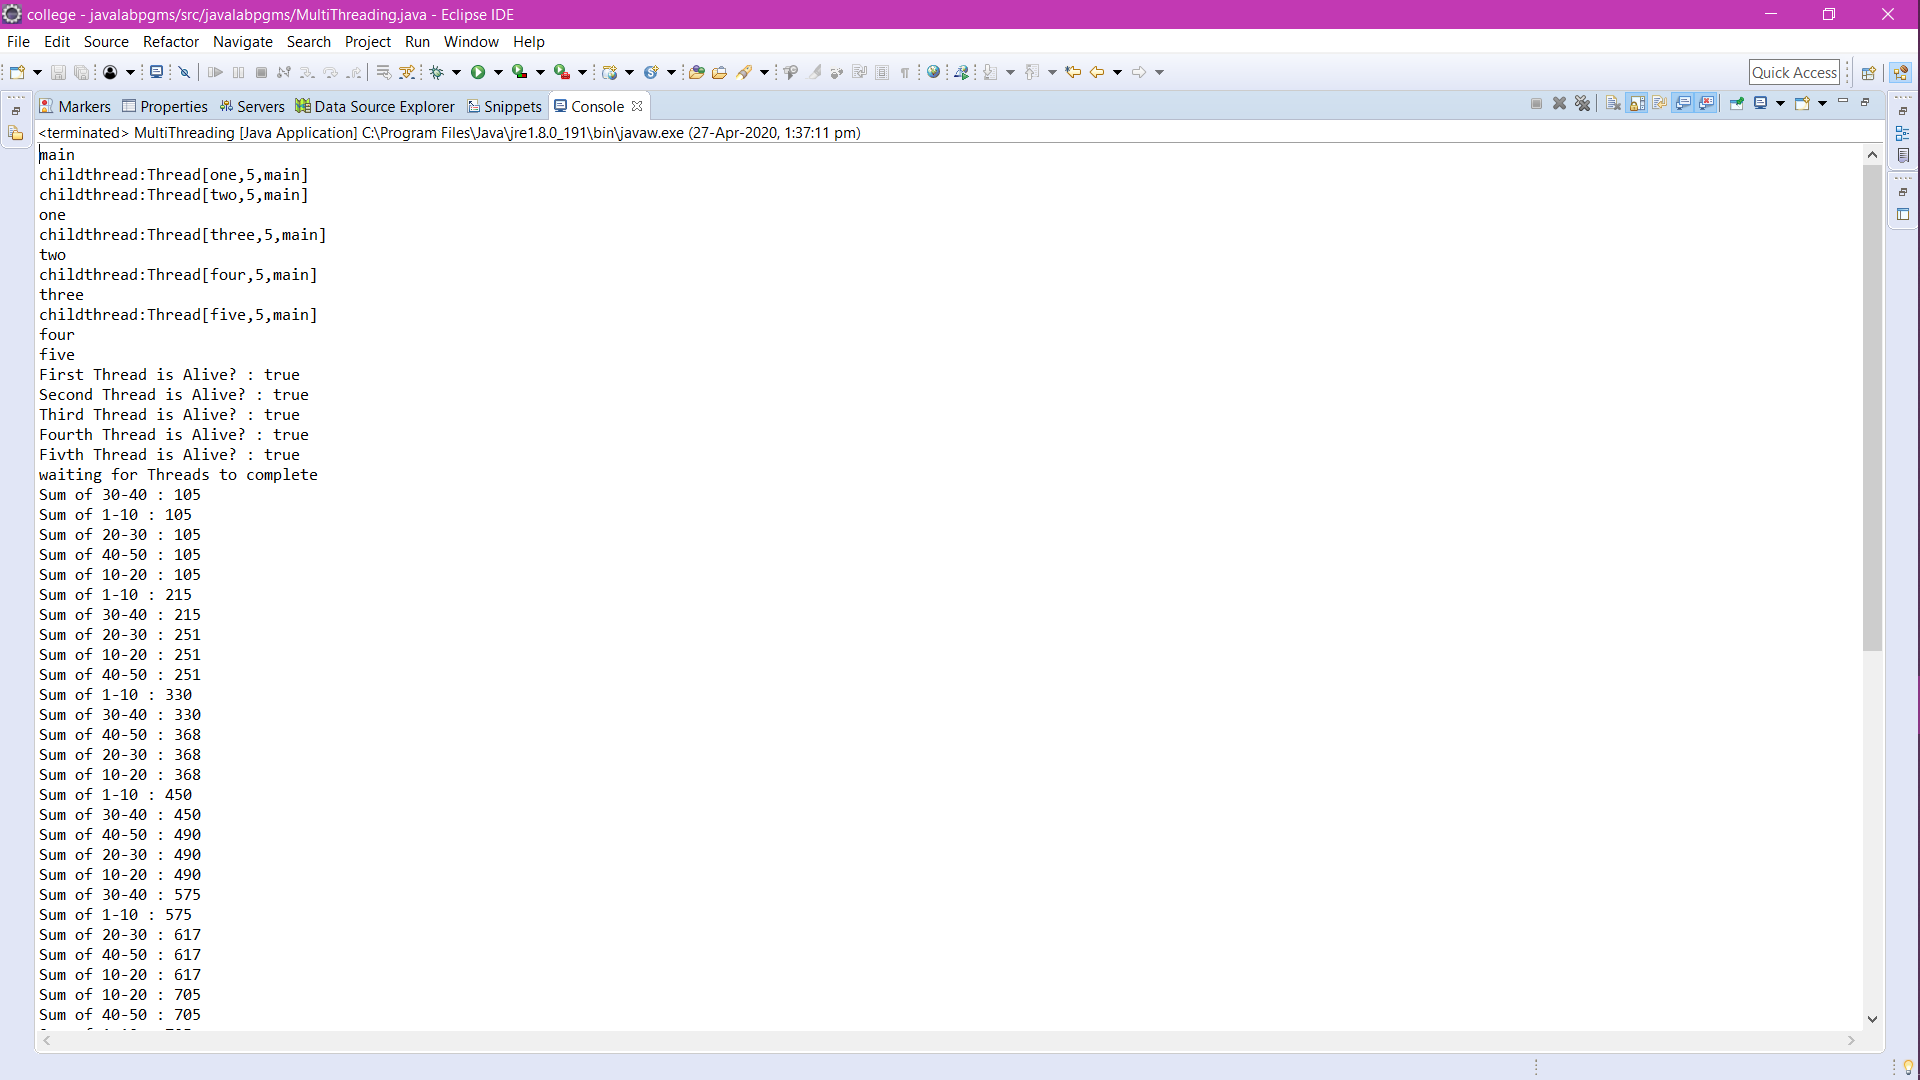 college - javalabpgms/src/javalabpgms/MultiThreading.java - Eclipse IDE
File Edit Source Refactor Navigate Search Project Run Window Help
Quick Access
Markers Properties Servers Data Source Explorer Snippets Console
<terminated> MultiThreading [Java Application] C:\Program Files\Java\jre1.8.0_191\bin\javaw.exe (27-Apr-2020, 1:37:11 pm)
main
childthread:Thread[one,5,main]
childthread:Thread[two,5,main]
one
childthread:Thread[three,5,main]
two
childthread:Thread[four,5,main]
three
childthread:Thread[five,5,main]
four
five
First Thread is Alive? : true
Second Thread is Alive? : true
Third Thread is Alive? : true
Fourth Thread is Alive? : true
Fivth Thread is Alive? : true
waiting for Threads to complete
Sum of 30-40 : 105
Sum of 1-10 : 105
Sum of 20-30 : 105
Sum of 40-50 : 105
Sum of 10-20 : 105
Sum of 1-10 : 215
Sum of 30-40 : 215
Sum of 20-30 : 251
Sum of 10-20 : 251
Sum of 40-50 : 251
Sum of 1-10 : 330
Sum of 30-40 : 330
Sum of 40-50 : 368
Sum of 20-30 : 368
Sum of 10-20 : 368
Sum of 1-10 : 450
Sum of 30-40 : 450
Sum of 40-50 : 490
Sum of 20-30 : 490
Sum of 10-20 : 490
Sum of 30-40 : 575
Sum of 1-10 : 575
Sum of 20-30 : 617
Sum of 40-50 : 617
Sum of 10-20 : 617
Sum of 10-20 : 705
Sum of 40-50 : 705